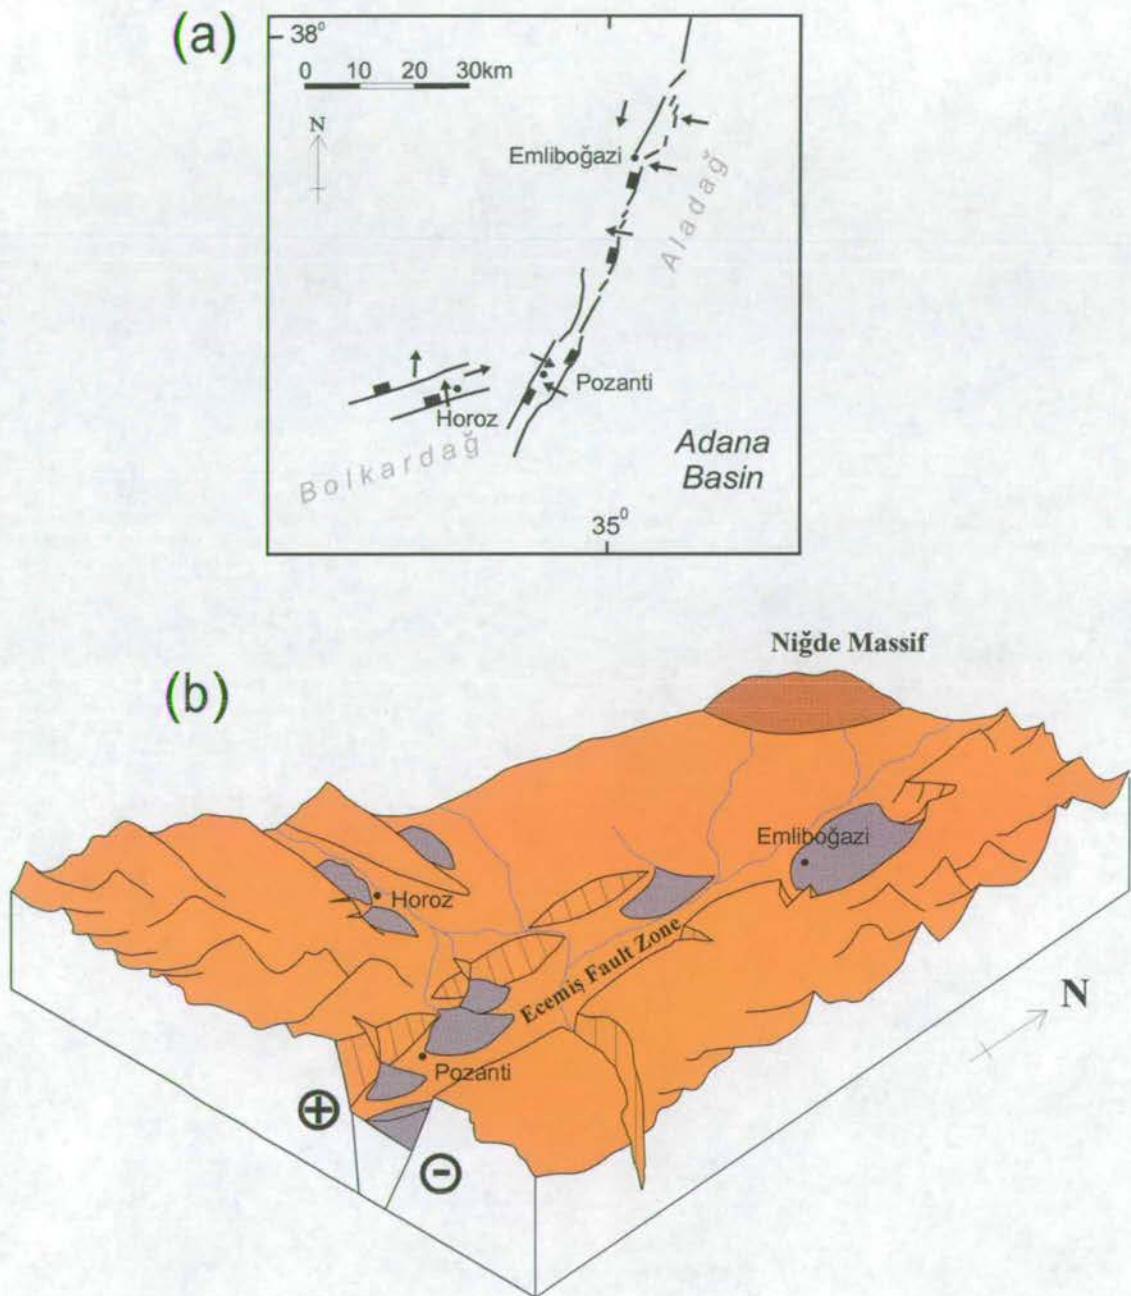 (a)
38°
0 10 20 30km
N
Emliboğazi
Aladağ
Pozanti
Horoz
Bolkardağ
Adana
Basin
35⁰
Niğde Massif
(b)
Emliboğazi
Horoz
Ecemiş Fault Zone
N
Pozanti
+
-